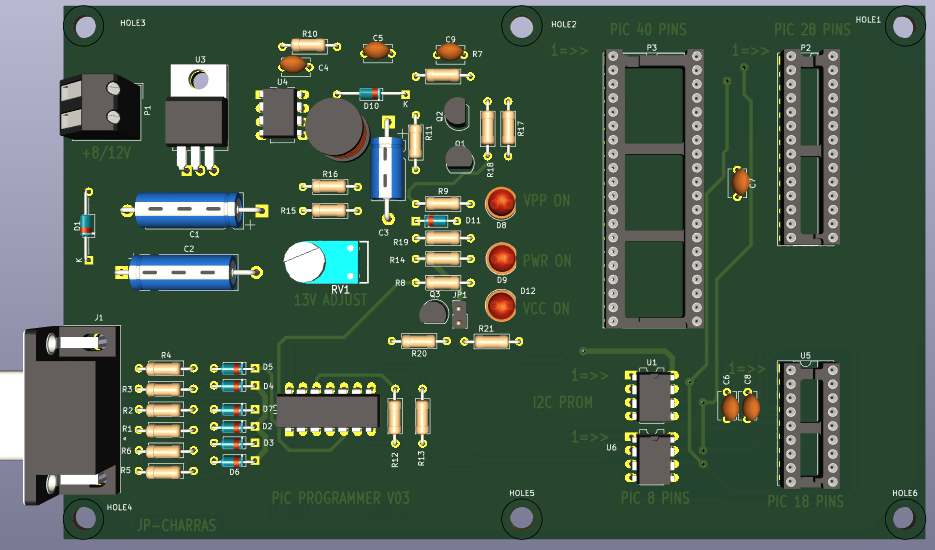 HOLE3
HOLE2
HOLE1
R10
C5
C9
R7
PIC 40 PINS
PIC 28 PINS
1=>>
P3
1=>>
P2
U3
C4
U4
D10
K
P1
+8/12V
Q2
R11
Q1
R18
R17
C7
R16
R15
R9
D11
D8
VPP ON
D1
K
C1
C3
R19
R14
D9
PWR ON
C2
RV1
13V ADJUST
R8
Q3
JP1
D12
VCC ON
J1
R20
R21
R4
R3
R2
R1
R6
R5
D5
D4
D7
D2
D3
D6
R12
R13
U1
1=>>
I2C PROM
1=>>
U6
PIC 8 PINS
1=>>
C6
C8
U5
PIC 18 PINS
PIC PROGRAMMER V03
HOLE4
JP-CHARRAS
HOLE5
HOLE6